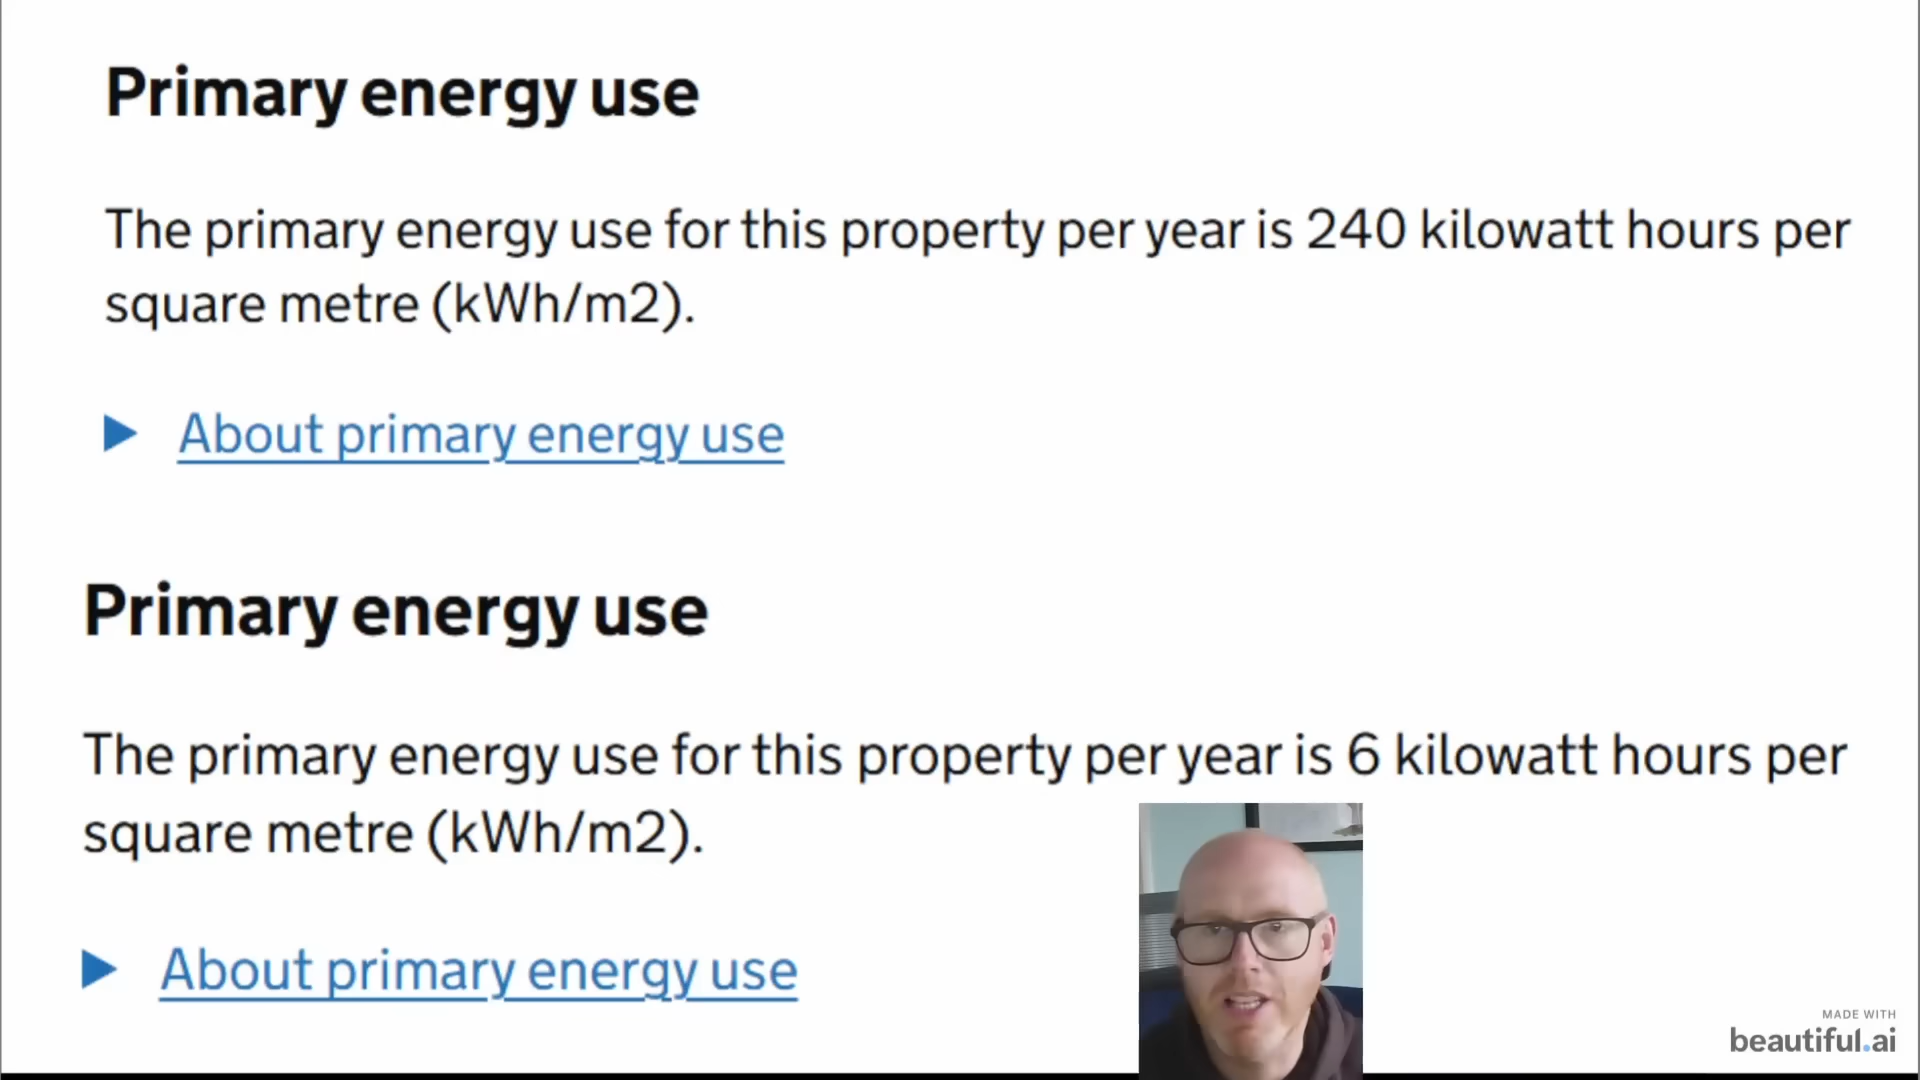 Primary energy use
The primary energy use for this property per year is 240 kilowatt hours per
square metre (kWh/m2).
About primary energy use
Primary energy use
The primary energy use for this property per year is 6 kilowatt hours per
square metre (kWh/m2).
About primary energy use
MADE WITH
beautiful.ai